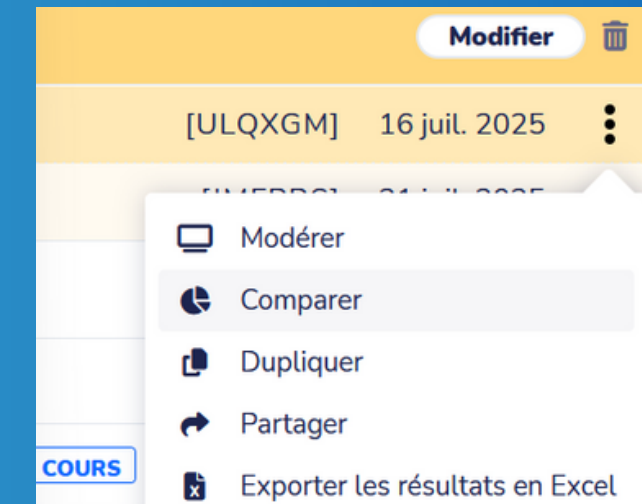 Modifier
[ULQXGM] 16 juil. 2025
Modérer
Comparer
Dupliquer
Partager
COURS
Exporter les résultats en Excel